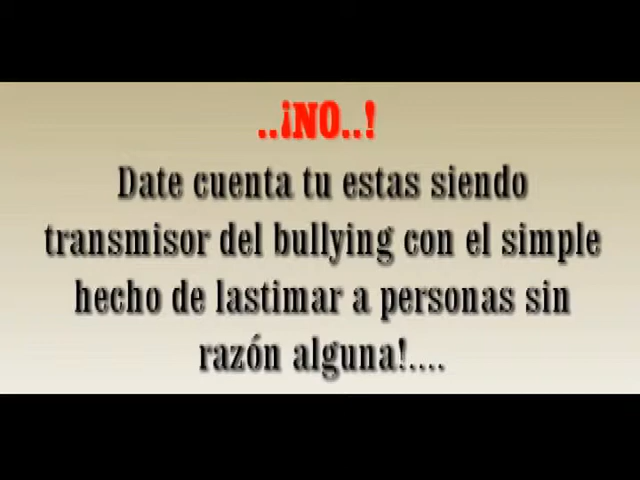 ..¡NO..!
Date cuenta tu estas siendo
transmisor del bullying con el simple
hecho de lastimar a personas sin
razón alguna!....